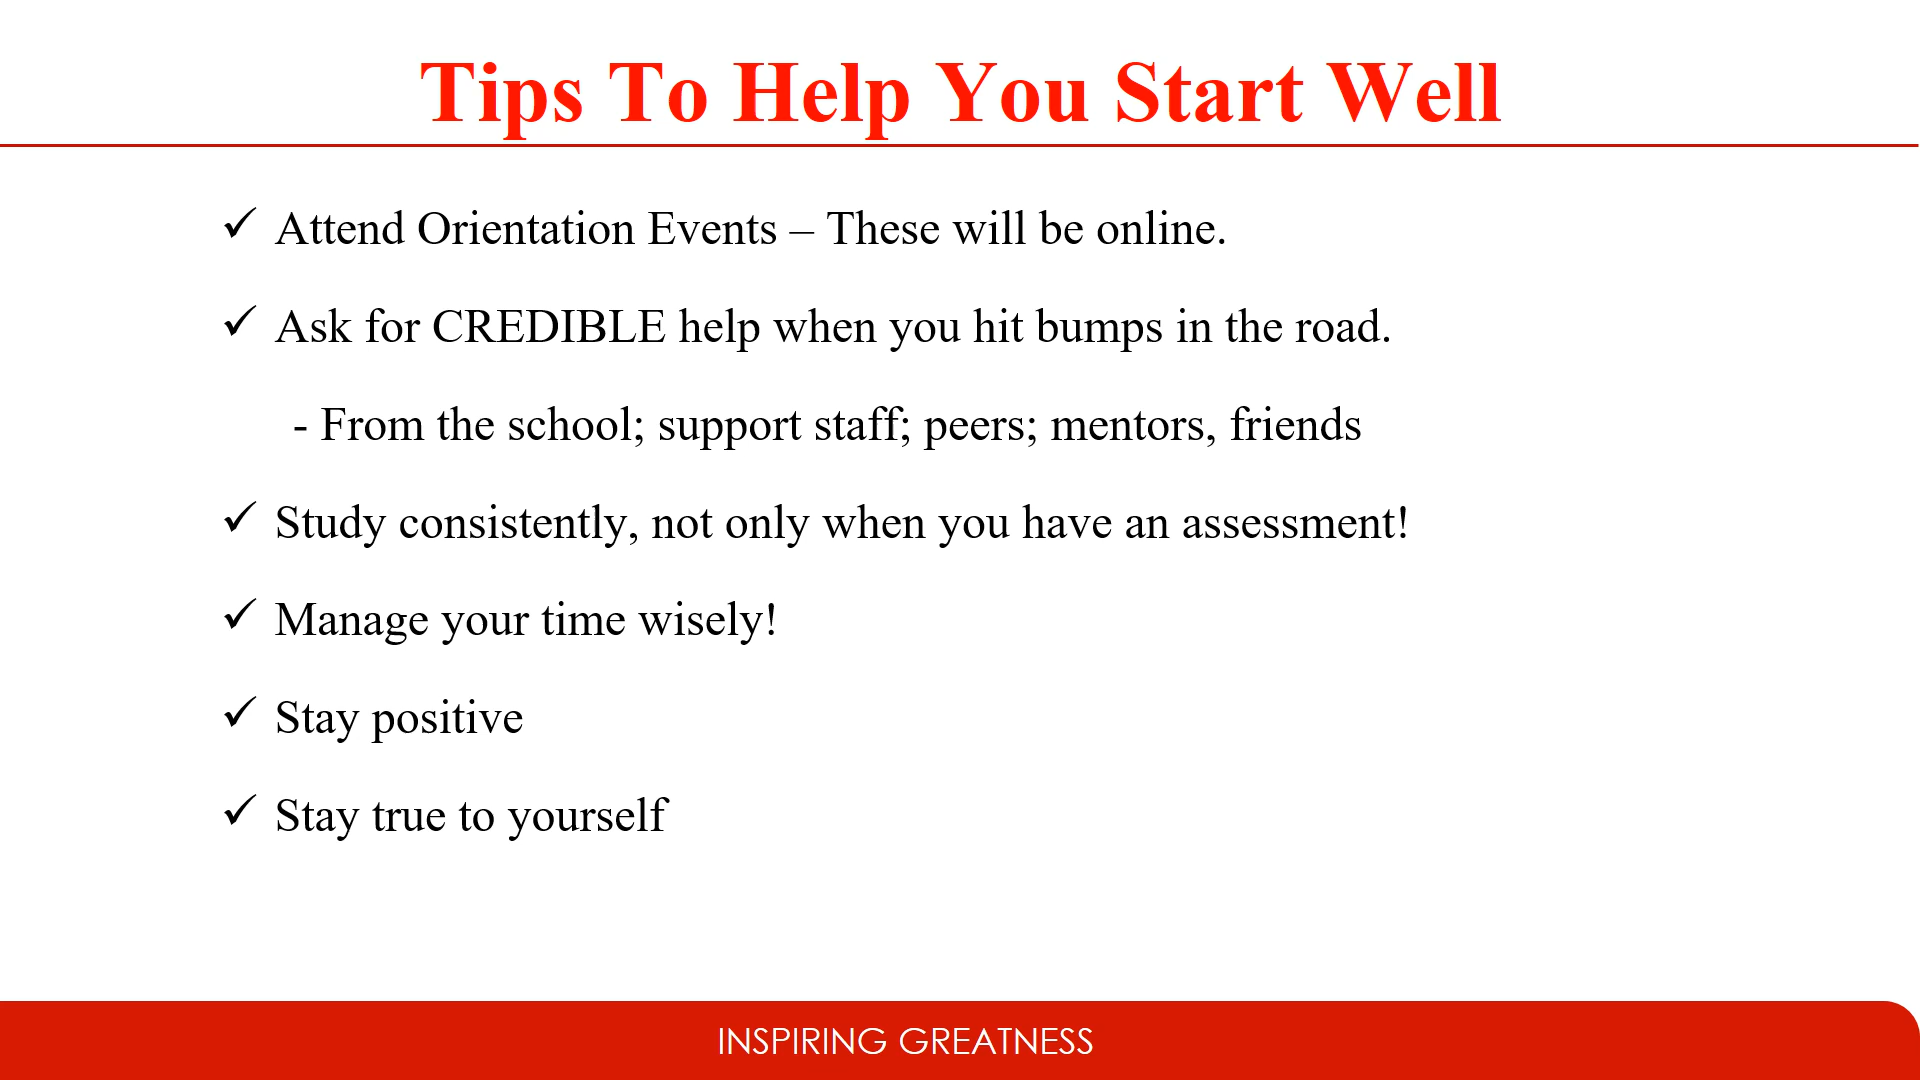 Tips To Help You Start Well
✓ Attend Orientation Events – These will be online.
✓ Ask for CREDIBLE help when you hit bumps in the road.
- From the school; support staff; peers; mentors, friends
✓ Study consistently, not only when you have an assessment!
✓ Manage your time wisely!
✓ Stay positive
✓ Stay true to yourself
INSPIRING GREATNESS